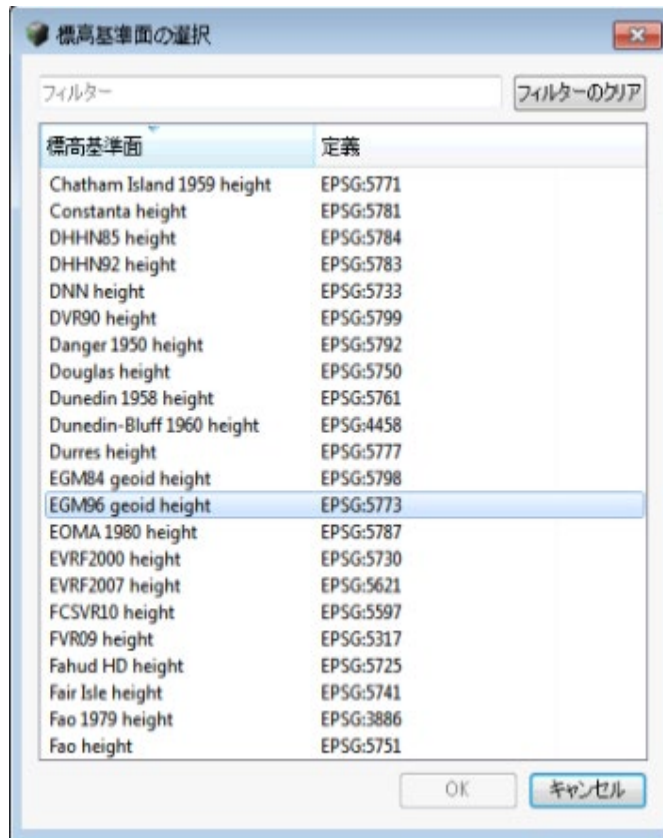 標高基準面の選択
フィルター フィルターのクリア
標高基準面 定義
Chatham Island 1959 height EPSG:5771
Constanta height EPSG:5781
DHHN85 height EPSG:5784
DHHN92 height EPSG:5783
DNN height EPSG:5733
DVR90 height EPSG:5799
Danger 1950 height EPSG:5792
Douglas height EPSG:5750
Dunedin 1958 height EPSG:5761
Dunedin-Bluff 1960 height EPSG:4458
Durres height EPSG:5777
EGM84 geoid height EPSG:5798
EGM96 geoid height EPSG:5773
EOMA 1980 height EPSG:5787
EVRF2000 height EPSG:5730
EVRF2007 height EPSG:5621
FCSVR10 height EPSG:5597
FVR09 height EPSG:5317
Fahud HD height EPSG:5725
Fair Isle height EPSG:5741
Fao 1979 height EPSG:3886
Fao height EPSG:5751
OK キャンセル